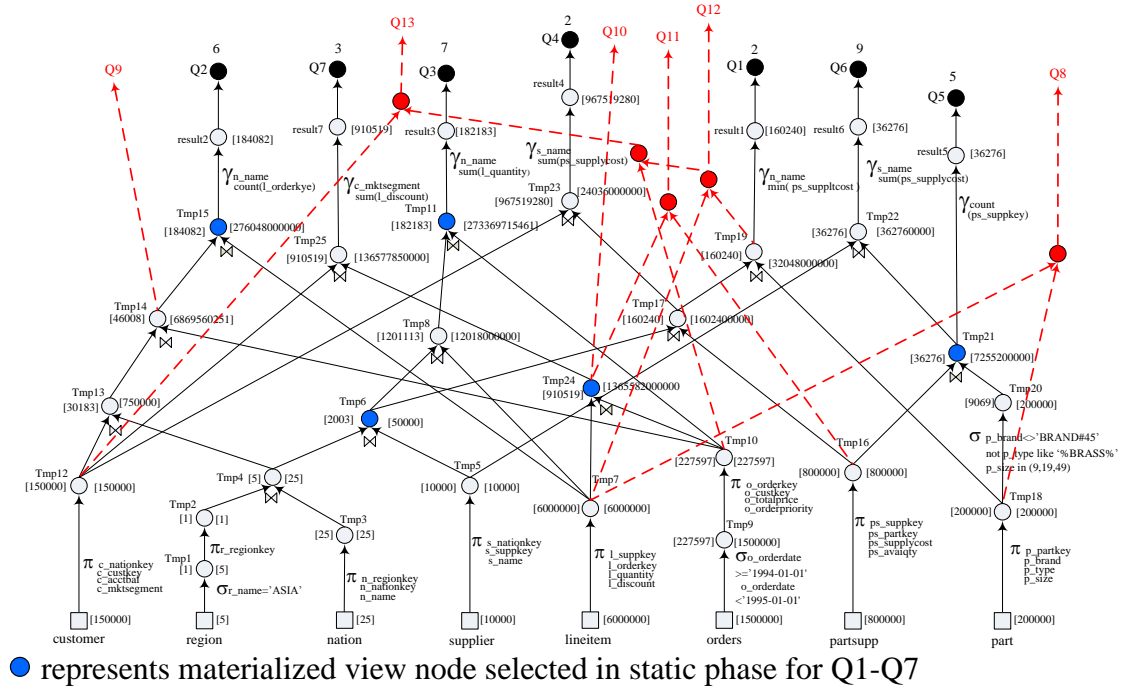 Q13
Q9
6
Q2
3
Q7
7
Q3
2
Q4
Q10
Q11
Q12
2
Q1
9
Q6
5
Q5
Q8
result2 [184082]
result7 [910519]
result3 [182183]
result4 [967519280]
result1 [160240]
result6 [36276]
result5 [36276]
γn_name
count(l_orderkye)
γc_mktsegment
sum(l_discount)
γn_name
sum(l_quantity)
γs_name
sum(ps_supplycost)
γn_name
min( ps_suppltcost )
γs_name
sum(ps_supplycost)
γcount
(ps_suppkey)
Tmp15
[184082] [276048000000]
Tmp25
[910519] [136577850000]
Tmp11
[182183] [27336971546]
Tmp23 [24036000000]
[967519280]
Tmp19
[160240] [32048000000]
Tmp22
[36276] [362760000]
Tmp14
[46008] [6869560251]
Tmp8
[1201113] [12018000000]
Tmp17
[160240] [1602400000]
Tmp21
[36276] [7255200000]
Tmp13
[30183] [750000]
Tmp6
[2003] [50000]
Tmp24 [1365582000000
[910519]
Tmp20
[9069] [200000]
σ p_brand<>'BRAND#45'
not p_type like '%BRASS%'
p_size in (9,19,49)
Tmp12
[150000] [150000]
Tmp4 [5] [25]
Tmp5
[10000] [10000]
Tmp7
[6000000] [6000000]
Tmp10
[227597] [227597]
Tmp16
[800000] [800000]
Tmp18
[200000] [200000]
Tmp2
[1] [1]
Tmp3
[25] [25]
πr_regionkey
Tmp1
[1] [5]
σr_name='ASIA'
π c_nationkey
c_custkey
c_acctbal
c_mktsegment
π n_regionkey
n_nationkey
n_name
π s_nationkey
s_suppkey
s_name
π l_suppkey
l_orderkey
l_quantity
l_discount
π o_orderkey
o_custkey
o_totalprice
o_orderpriority
Tmp9
[227597] [1500000]
σo_orderdate
>='1994-01-01'
o_orderdate
<'1995-01-01'
π ps_suppkey
ps_partkey
ps_supplycost
ps_avaiqty
π p_partkey
p_brand
p_type
p_size
[150000] [5] [25] [10000] [6000000] [1500000] [800000] [200000]
customer region nation supplier lineitem orders partsupp part
represents materialized view node selected in static phase for Q1-Q7